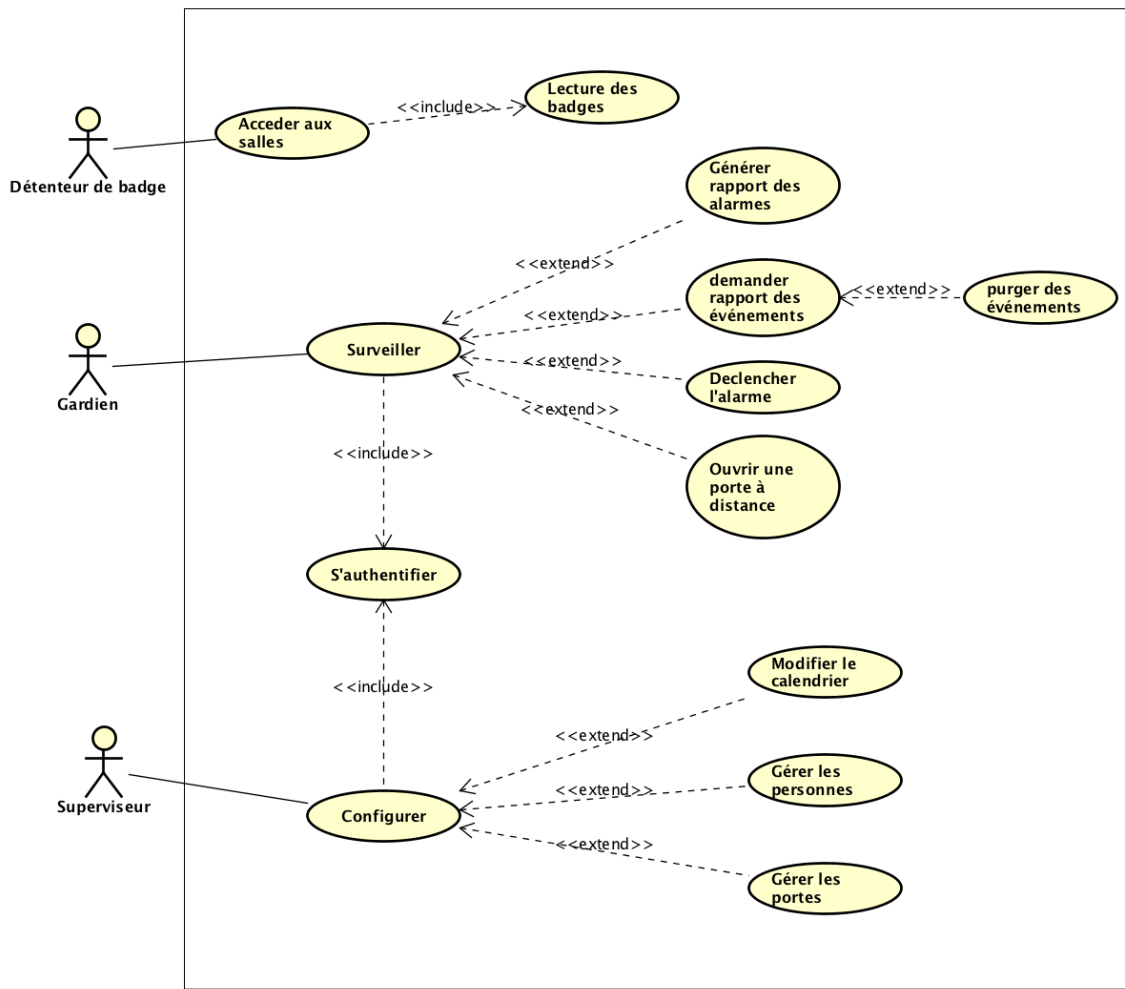 Lecture des
badges
<<include>>
Acceder aux
salles
Détenteur de badge
Générer
rapport des
alarmes
<<extend>>
demander
rapport des
événements
<<extend>>
purger des
événements
<<extend>>
Surveiller
Gardien
<<extend>>
Declencher
l'alarme
<<extend>>
Ouvrir une
porte à
distance
<<include>>
S'authentifier
<<include>>
Modifier le
calendrier
<<extend>>
Gérer les
personnes
<<extend>>
Superviseur
Configurer
<<extend>>
Gérer les
portes